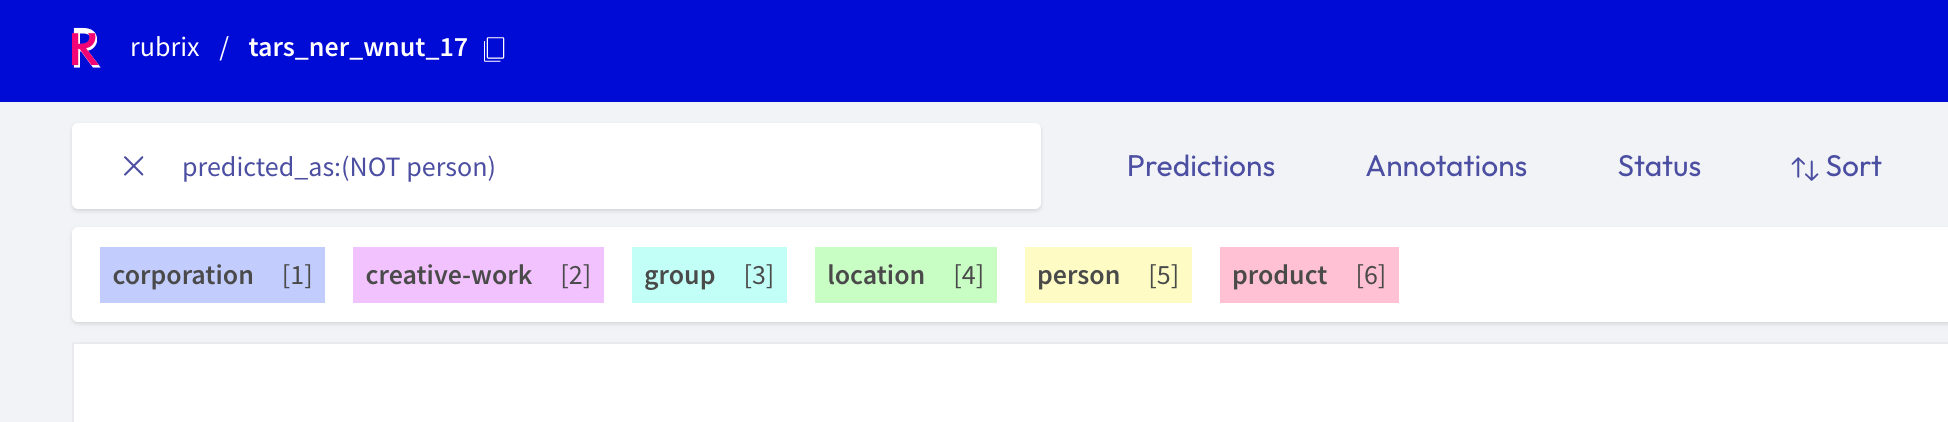 R rubrix / tars_ner_wnut_17
predicted_as:(NOT person) Predictions Annotations Status Sort
corporation [1] creative-work [2] group [3] location [4] person [5] product [6]